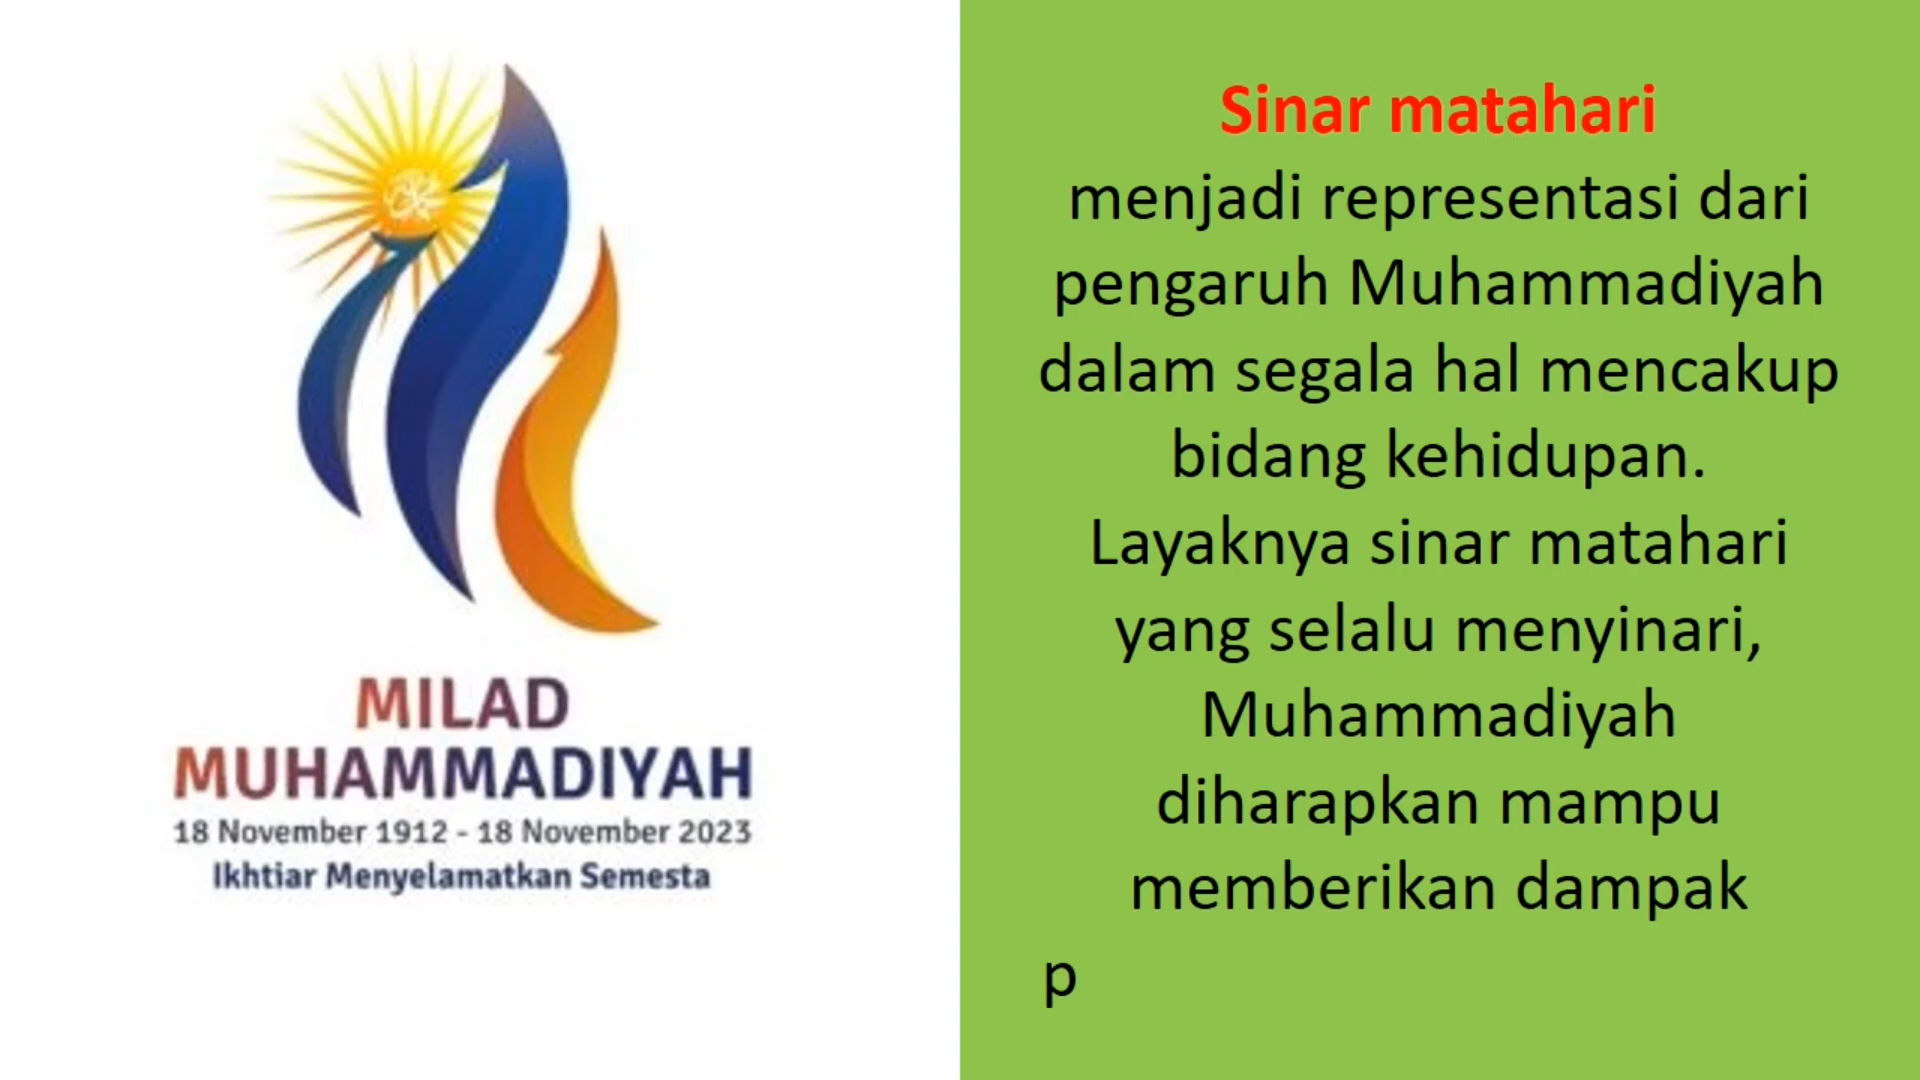 MILAD
MUHAMMADIYAH
18 November 1912 - 18 November 2023
Ikhtiar Menyelamatkan Semesta
Sinar matahari
menjadi representasi dari
pengaruh Muhammadiyah
dalam segala hal mencakup
bidang kehidupan.
Layaknya sinar matahari
yang selalu menyinari,
Muhammadiyah
diharapkan mampu
memberikan dampak
p